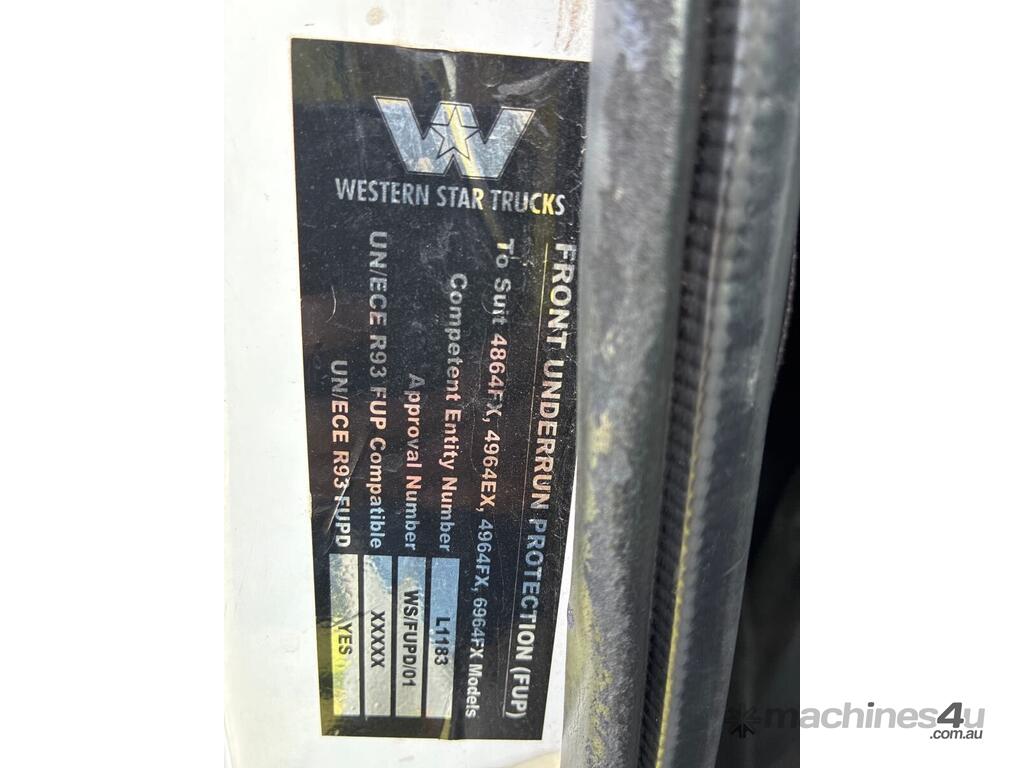 W
WESTERN STAR TRUCKS
FRONT UNDERRUN PROTECTION (FUP)
To Suit 4864FX, 4964EX, 4964FX, 6964FX Models
Competent Entity Number L1183
Approval Number WS/FUPD/01
UN/ECE R93 FUP Compatible XXXXX
UN/ECE R93 FUPD YES
machines4u
.com.au